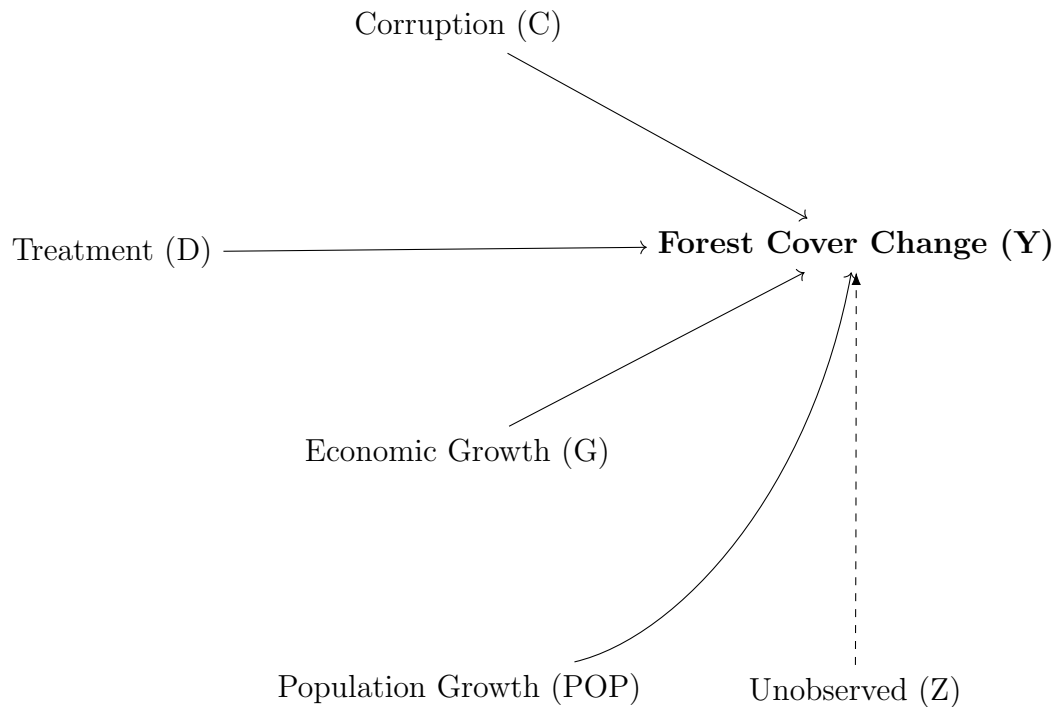 Corruption (C)
Treatment (D)
Forest Cover Change (Y)
Economic Growth (G)
Population Growth (POP)
Unobserved (Z)